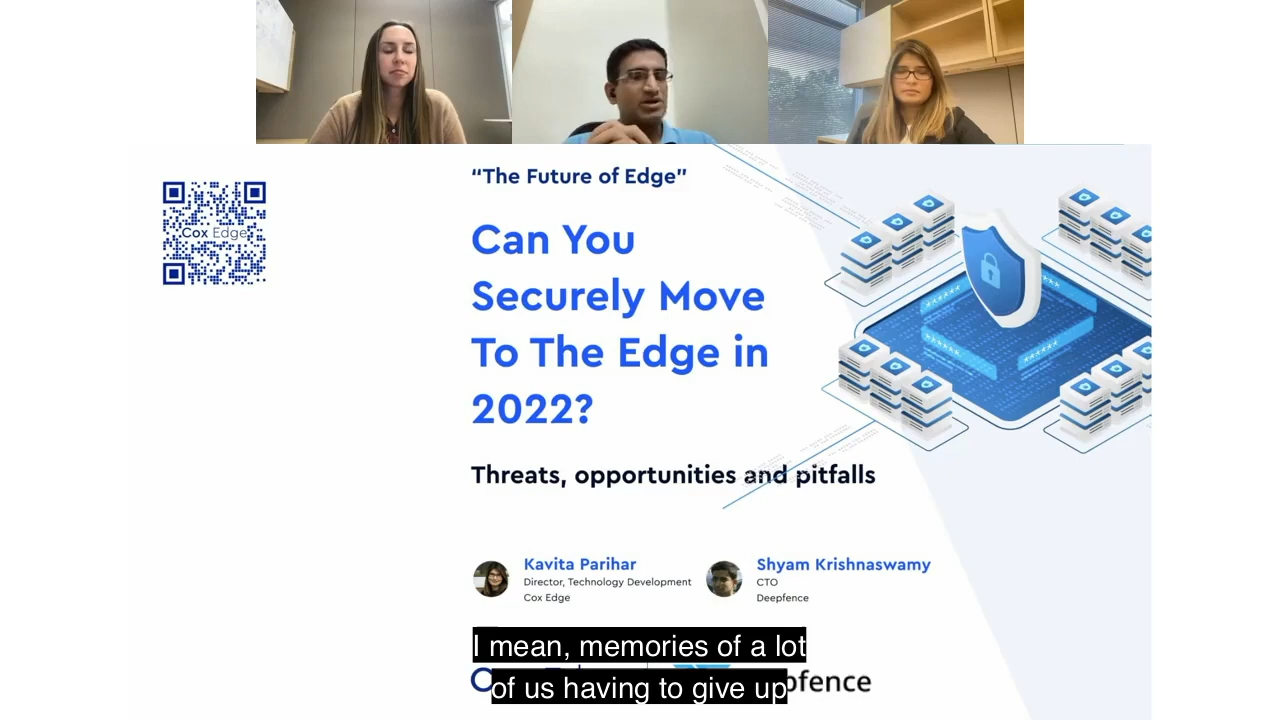 Cox Edge
“The Future of Edge”
Can You
Securely Move
To The Edge in
2022?
Threats, opportunities and pitfalls
Kavita Parihar
Director, Technology Development
Cox Edge
Shyam Krishnaswamy
CTO
Deepfence
I mean, memories of a lot
of us having to give up
pfence